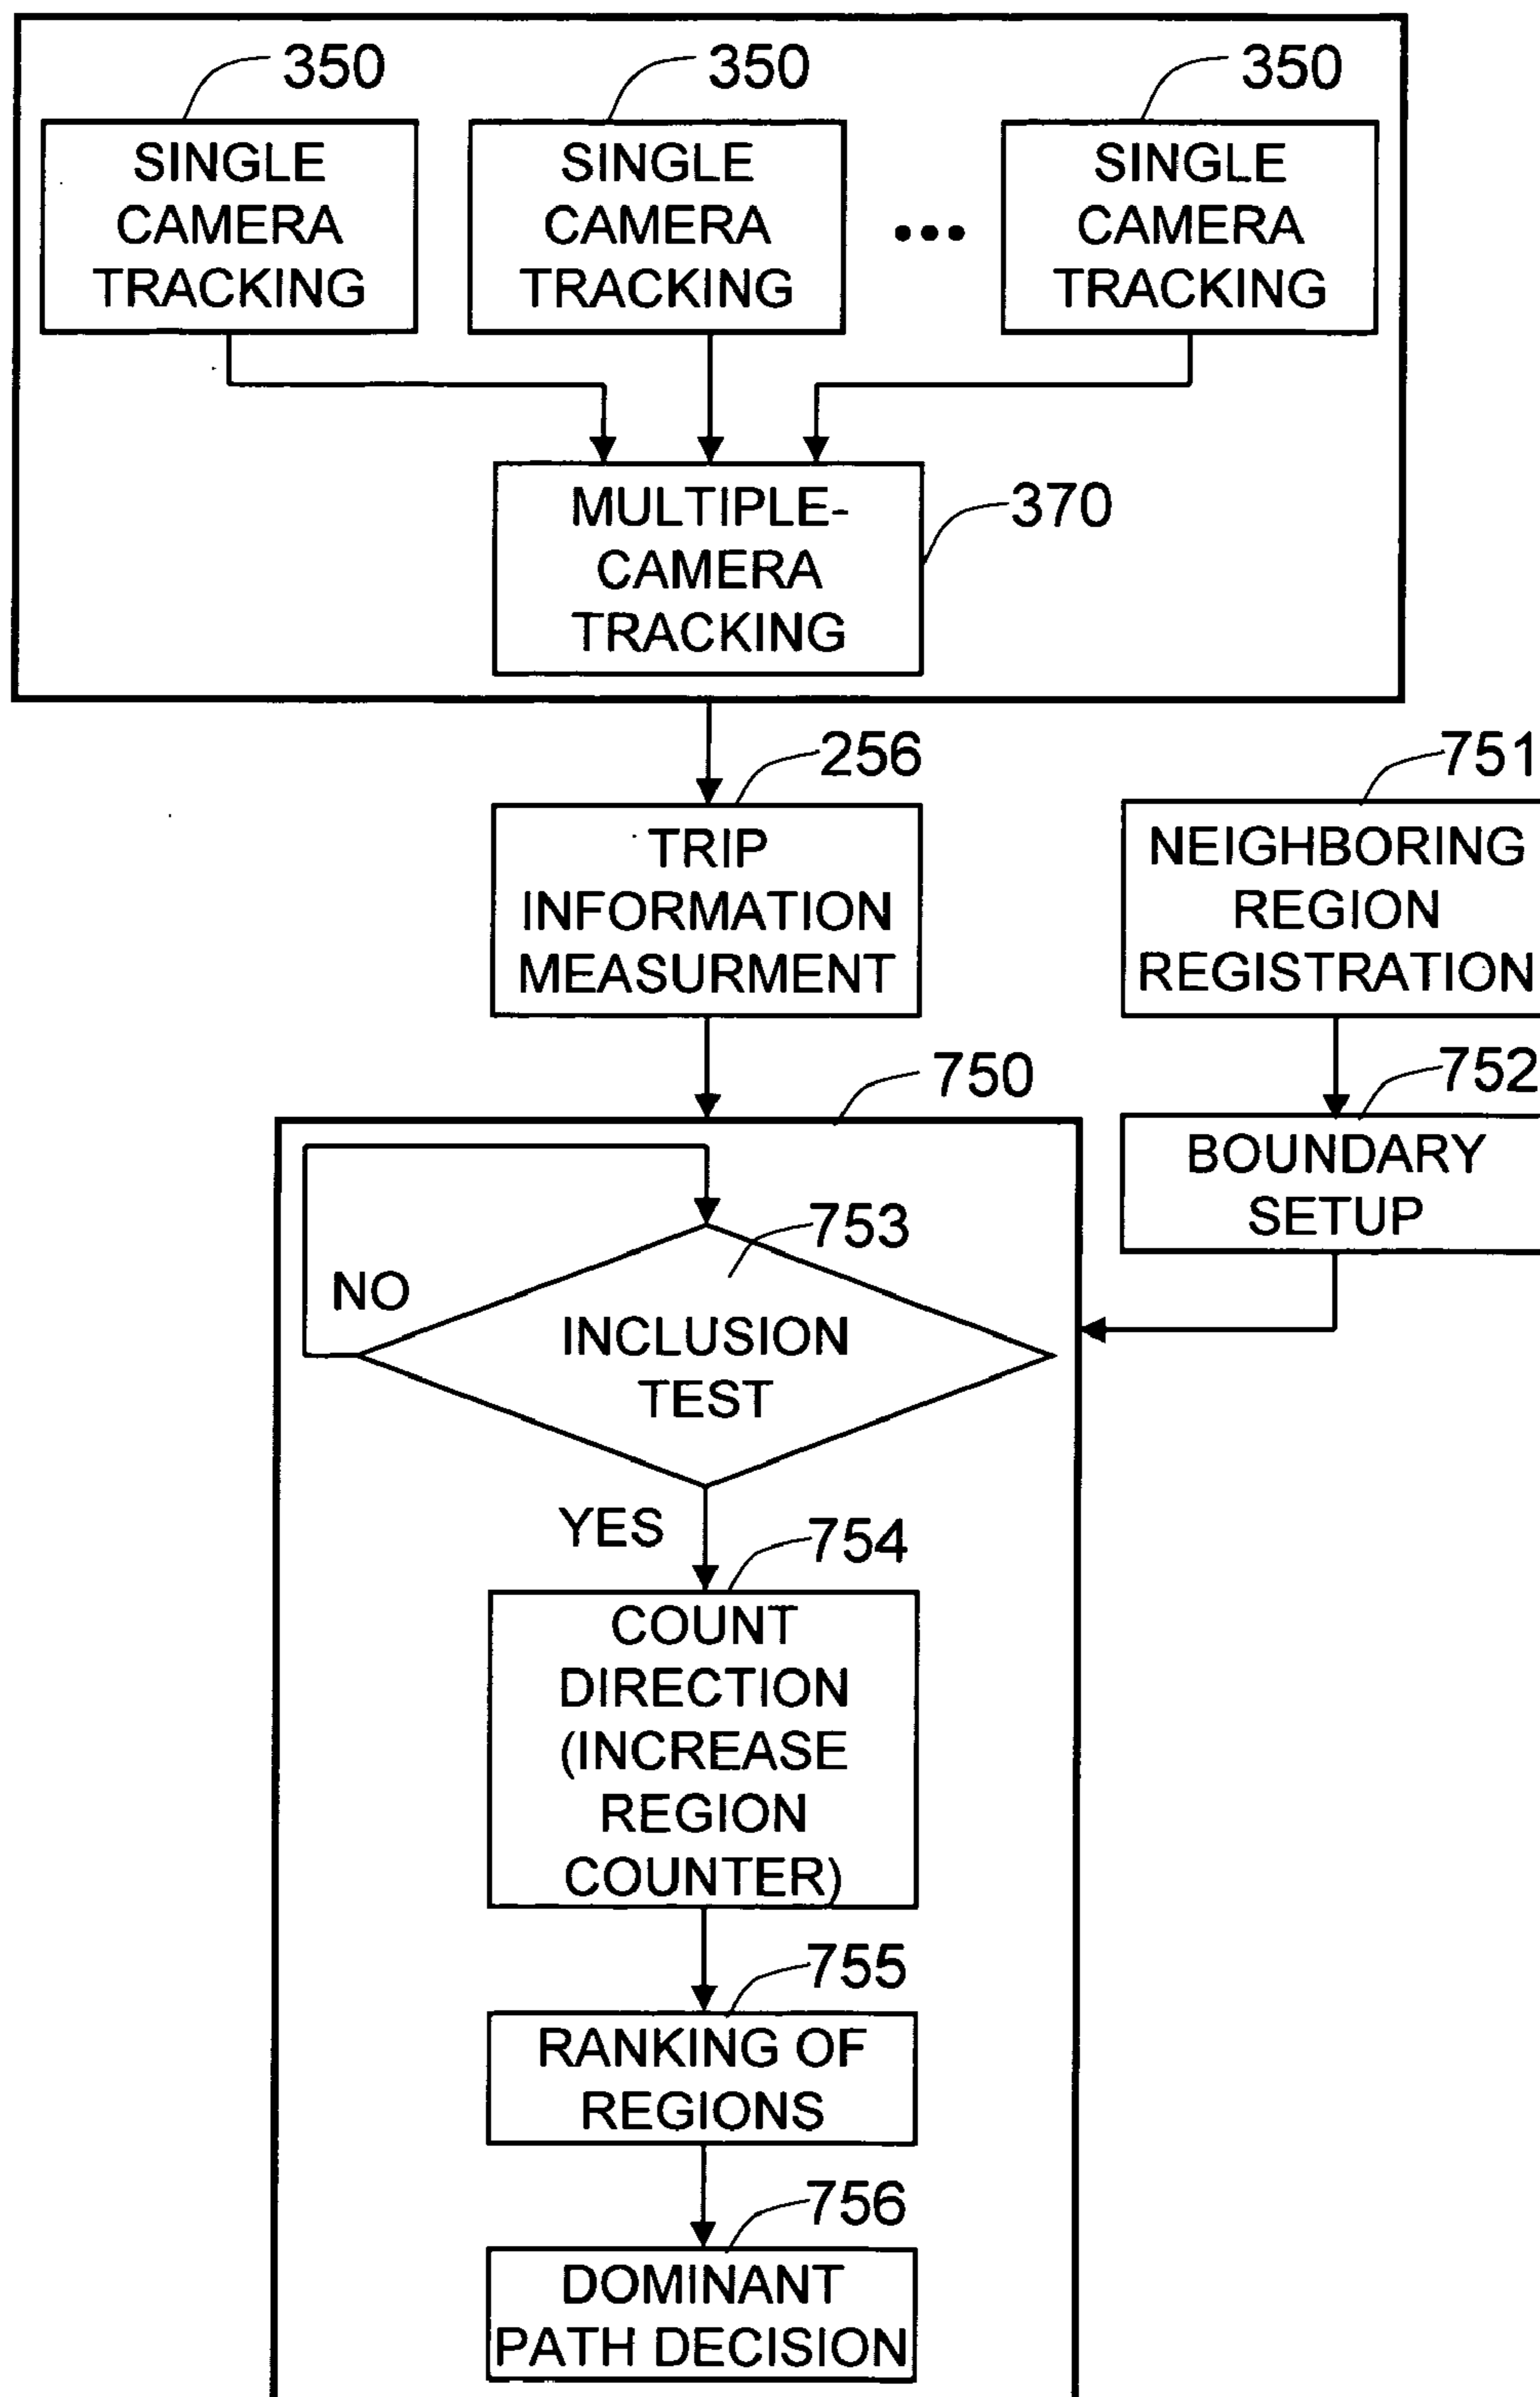 350
350
350
SINGLE
CAMERA
TRACKING
SINGLE
CAMERA
TRACKING
...
SINGLE
CAMERA
TRACKING
MULTIPLE-
CAMERA
TRACKING
370
256
751
TRIP
INFORMATION
MEASURMENT
NEIGHBORING
REGION
REGISTRATION
750
752
BOUNDARY
SETUP
753
NO
INCLUSION
TEST
YES
754
COUNT
DIRECTION
(INCREASE
REGION
COUNTER)
755
RANKING OF
REGIONS
756
DOMINANT
PATH DECISION